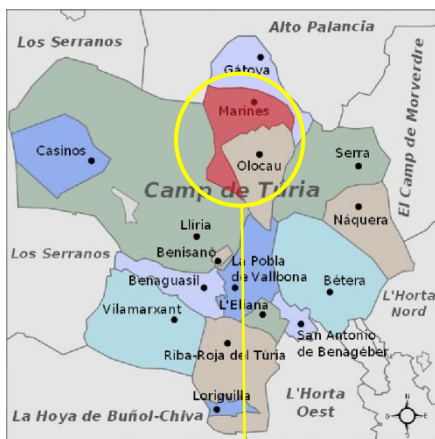 Alto Palancia
Los Serranos
Gátova
Marines
El Camp de Morverdre
Casinos
Olocau
Serra
Camp de Túria
Náquera
Llíria
Los Serranos
Benisanó
La Pobla
de Vallbona
Benaguasil
Bétera
L'Horta
Nord
L'Eliana
Vilamarxant
San Antonio
de Benagéber
Riba-Roja del Túria
L'Horta
Oest
Loriguilla
La Hoya de Buñol-Chiva